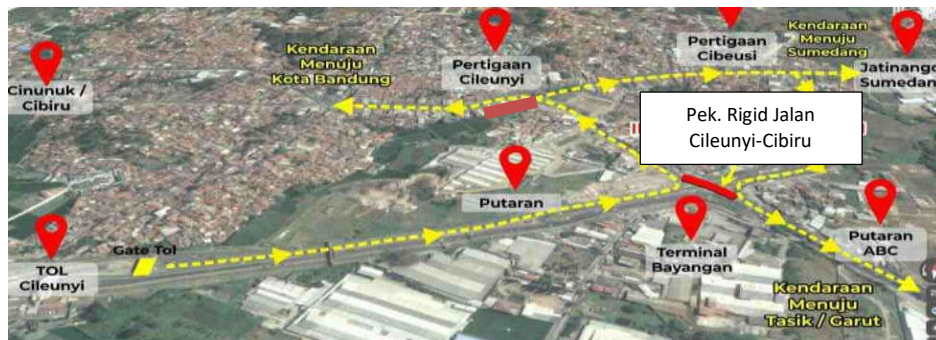 Cinunuk /
Cibiru
Kendaraan
Menuju
Kota Bandung
Pertigaan
Cileunyi
Pertigaan
Cibeusi
Kendaraan
Menuju
Sumedang
Jatinango
Sumedan
Pek. Rigid Jalan
Cileunyi-Cibiru
Putaran
Gate Tol
TOL
Cileunyi
Terminal
Bayangan
Putaran
ABC
Kendaraan
Menuju
Tasik / Garut